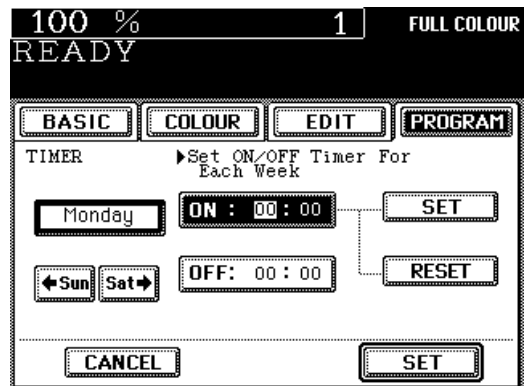 100 % 1 FULL COLOUR
READY
BASIC COLOUR EDIT PROGRAM
TIMER ▶Set ON/OFF Timer For
Each Week
Monday ON : 00 : 00 SET
←Sun Sat→ OFF: 00 : 00 RESET
CANCEL SET